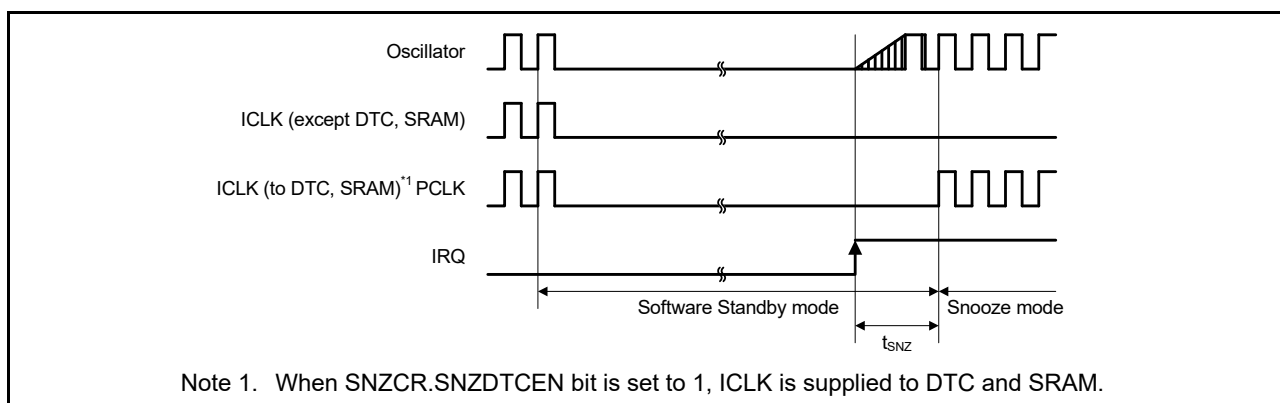 Oscillator
ICLK (except DTC, SRAM)
ICLK (to DTC, SRAM)*1 PCLK
IRQ
Software Standby mode
Snooze mode
tSNZ
Note 1. When SNZCR.SNZDTCEN bit is set to 1, ICLK is supplied to DTC and SRAM.